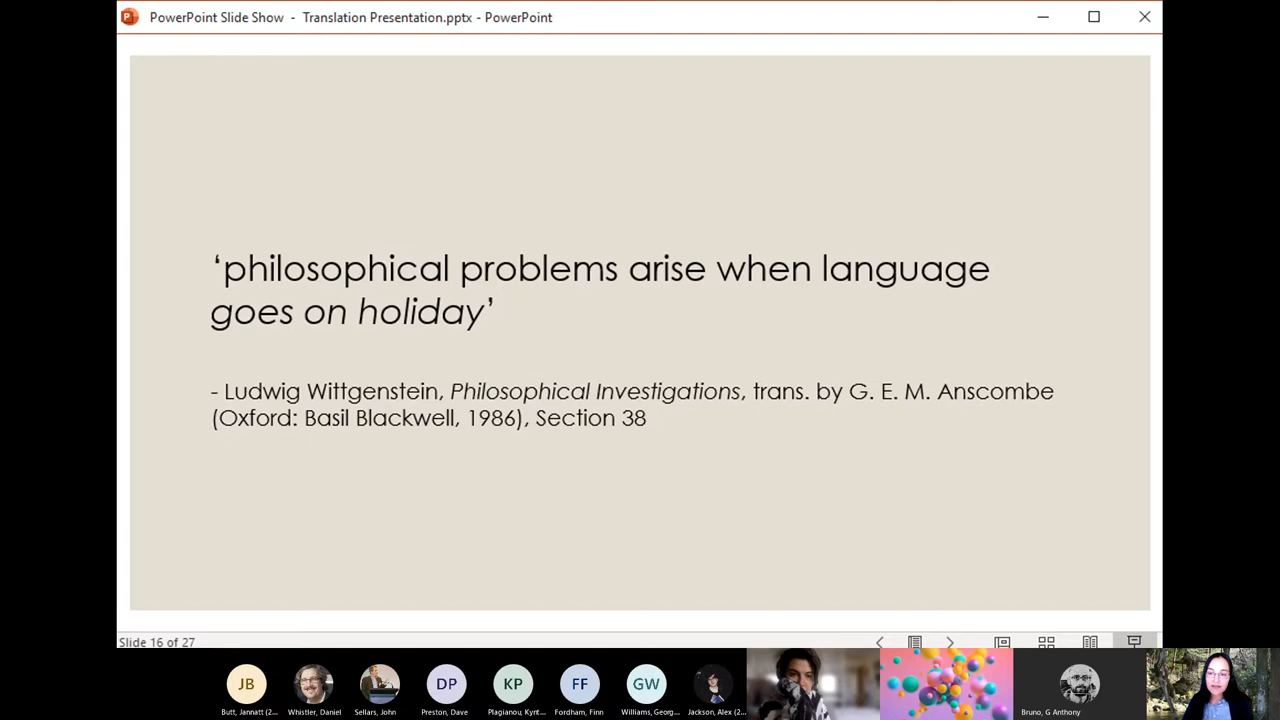 PowerPoint Slide Show - Translation Presentation.pptx - PowerPoint
‘philosophical problems arise when language
goes on holiday’
- Ludwig Wittgenstein, Philosophical Investigations, trans. by G. E. M. Anscombe
(Oxford: Basil Blackwell, 1986), Section 38
Slide 16 of 27
JB
DP
KP
FF
GW
Butt, Jannatt (2...
Whistler, Daniel
Sellars, John
Preston, Dave
Plagianou, Kynt...
Fordham, Finn
Williams, Georg...
Jackson, Alex (2...
Bruno, G Anthony